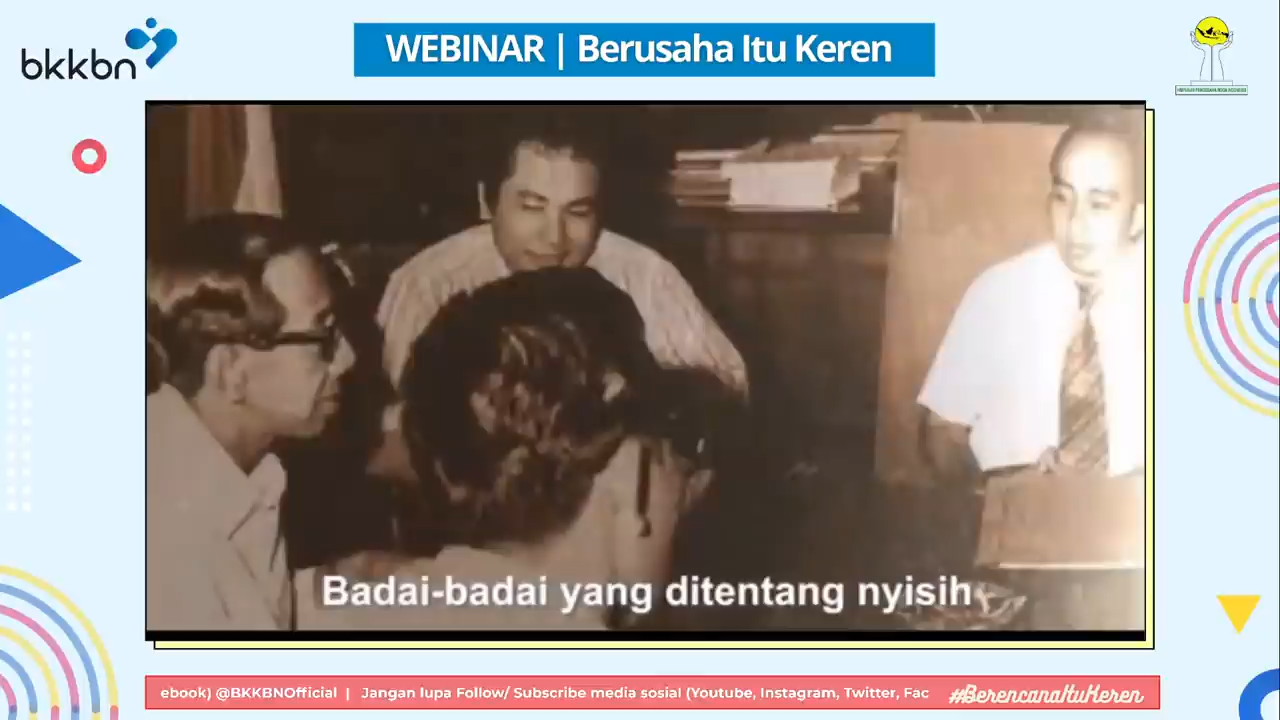 bkkbn
WEBINAR | Berusaha Itu Keren
Badai-badai yang ditentang nyisih
ebook) @BKKBNOfficial | Jangan lupa Follow/ Subscribe media sosial (Youtube, Instagram, Twitter, Fac
#BerencanaItuKeren